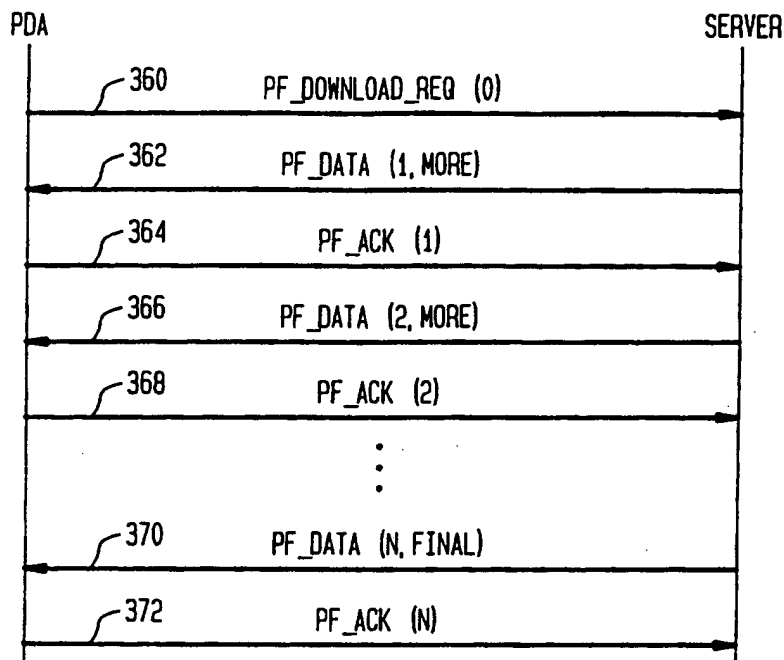 PDA
SERVER
360
PF_DOWNLOAD_REQ (0)
362
PF_DATA (1, MORE)
364
PF_ACK (1)
366
PF_DATA (2, MORE)
368
PF_ACK (2)
370
PF_DATA (N, FINAL)
372
PF_ACK (N)